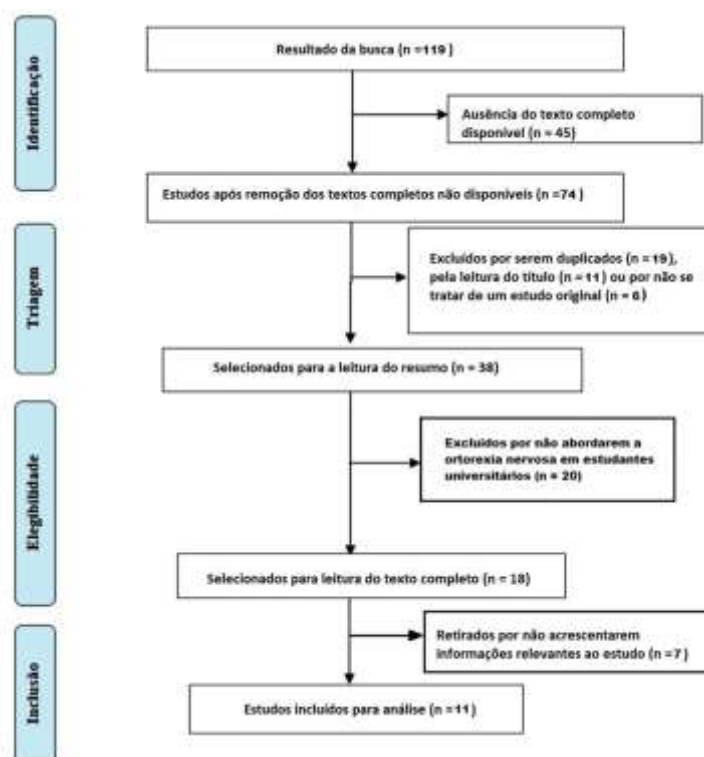 Identificação
Resultado da busca (n =119 )
Ausência do texto completo
disponível (n = 45)
Estudos após remoção dos textos completos não disponíveis (n =74 )
Triagem
Excluídos por serem duplicados (n = 19),
pela leitura do título (n = 11) ou por não se
tratar de um estudo original (n = 6)
Selecionados para a leitura do resumo (n = 38)
Elegibilidade
Excluídos por não abordarem a
ortorexia nervosa em estudantes
universitários (n = 20)
Selecionados para leitura do texto completo (n = 18)
Inclusão
Retirados por não acrescentarem
informações relevantes ao estudo (n =7 )
Estudos incluídos para análise (n =11 )